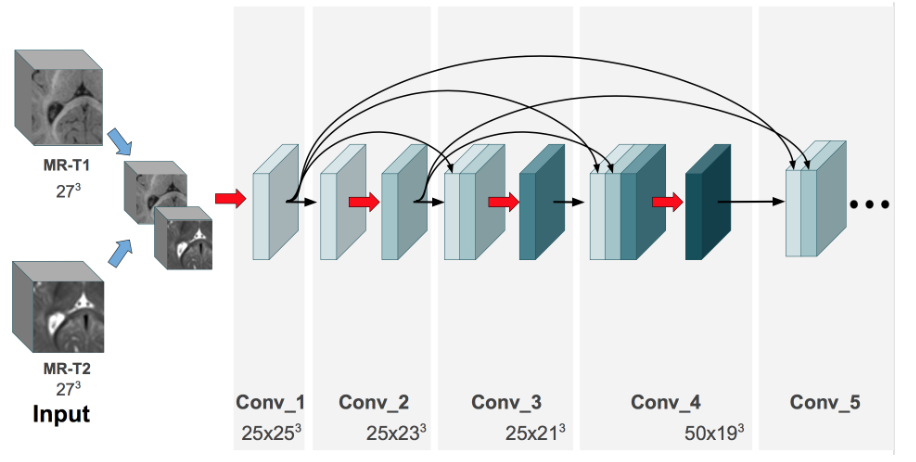 MR-T1
27³
MR-T2
27³
Input
Conv_1
25x25³
Conv_2
25x23³
Conv_3
25x21³
Conv_4
50x19³
Conv_5